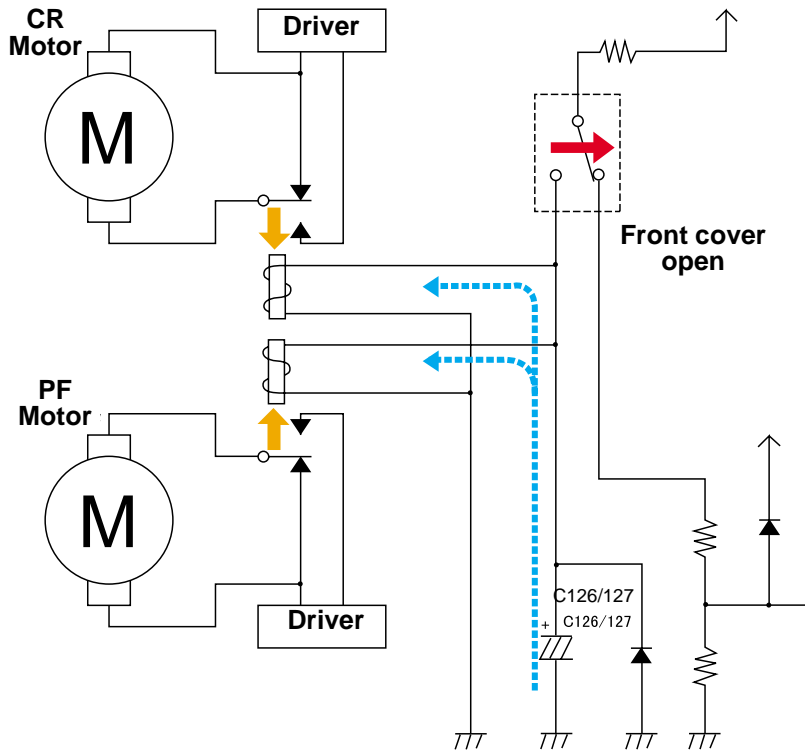 CR
Motor
Driver
M
Front cover
open
PF
Motor
M
C126/127
+ C126/127
Driver